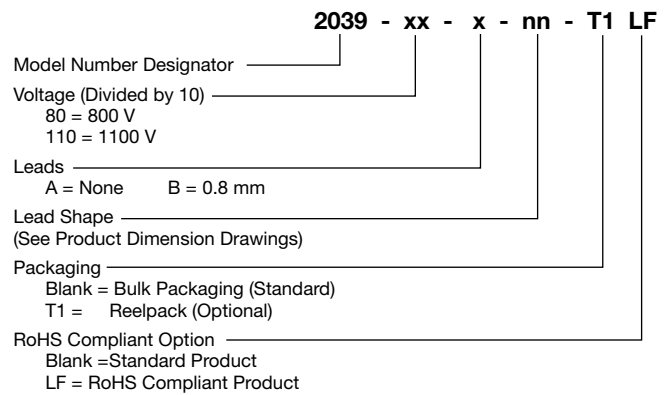 2039 - xx - x - nn - T1 LF
Model Number Designator
Voltage (Divided by 10)
80 = 800 V
110 = 1100 V
Leads
A = None B = 0.8 mm
Lead Shape
(See Product Dimension Drawings)
Packaging
Blank = Bulk Packaging (Standard)
T1 = Reelpack (Optional)
RoHS Compliant Option
Blank =Standard Product
LF = RoHS Compliant Product